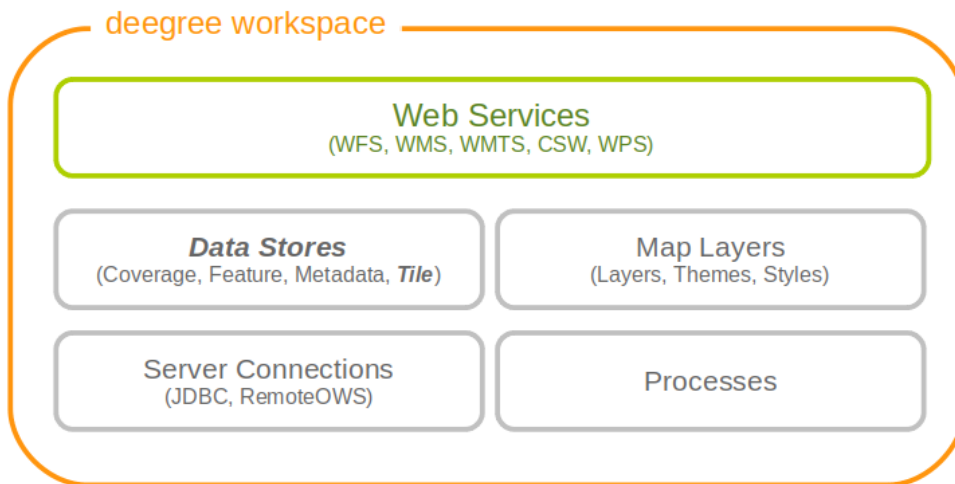 deegree workspace
Web Services
(WFS, WMS, WMTS, CSW, WPS)
Data Stores
(Coverage, Feature, Metadata, Tile)
Map Layers
(Layers, Themes, Styles)
Server Connections
(JDBC, RemoteOWS)
Processes